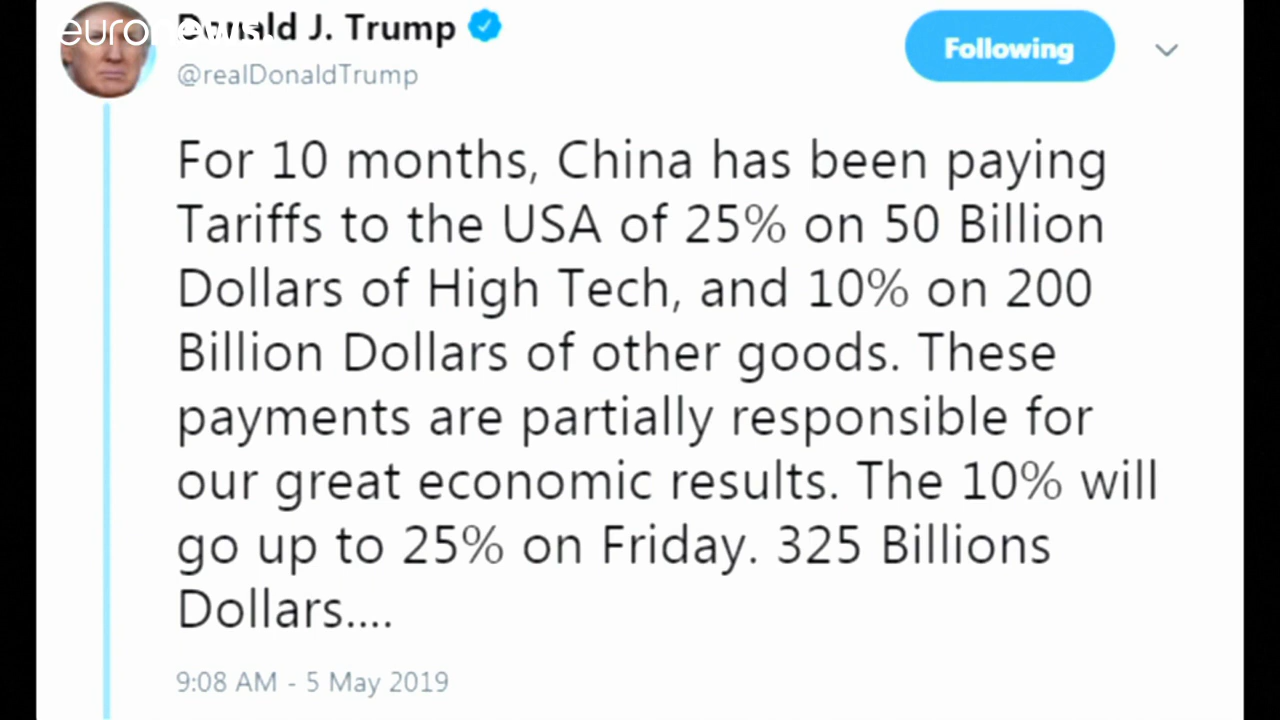 euronews.
Donald J. Trump
@realDonaldTrump
Following
For 10 months, China has been paying
Tariffs to the USA of 25% on 50 Billion
Dollars of High Tech, and 10% on 200
Billion Dollars of other goods. These
payments are partially responsible for
our great economic results. The 10% will
go up to 25% on Friday. 325 Billions
Dollars....
9:08 AM - 5 May 2019